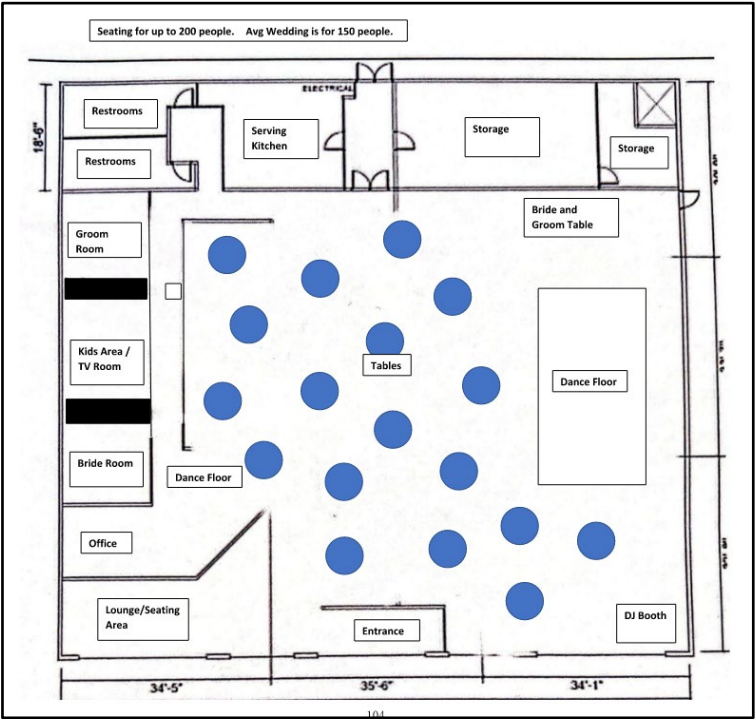 Seating for up to 200 people. Avg Wedding is for 150 people.
ELECTRICAL
Restrooms
Serving
Kitchen
Storage
Storage
18'-6"
Restrooms
Bride and
Groom Table
Groom
Room
Kids Area /
TV Room
Tables
Dance Floor
Bride Room
Dance Floor
Office
Lounge/Seating
Area
Entrance
DJ Booth
34'-5"
35'-6"
34'-1"